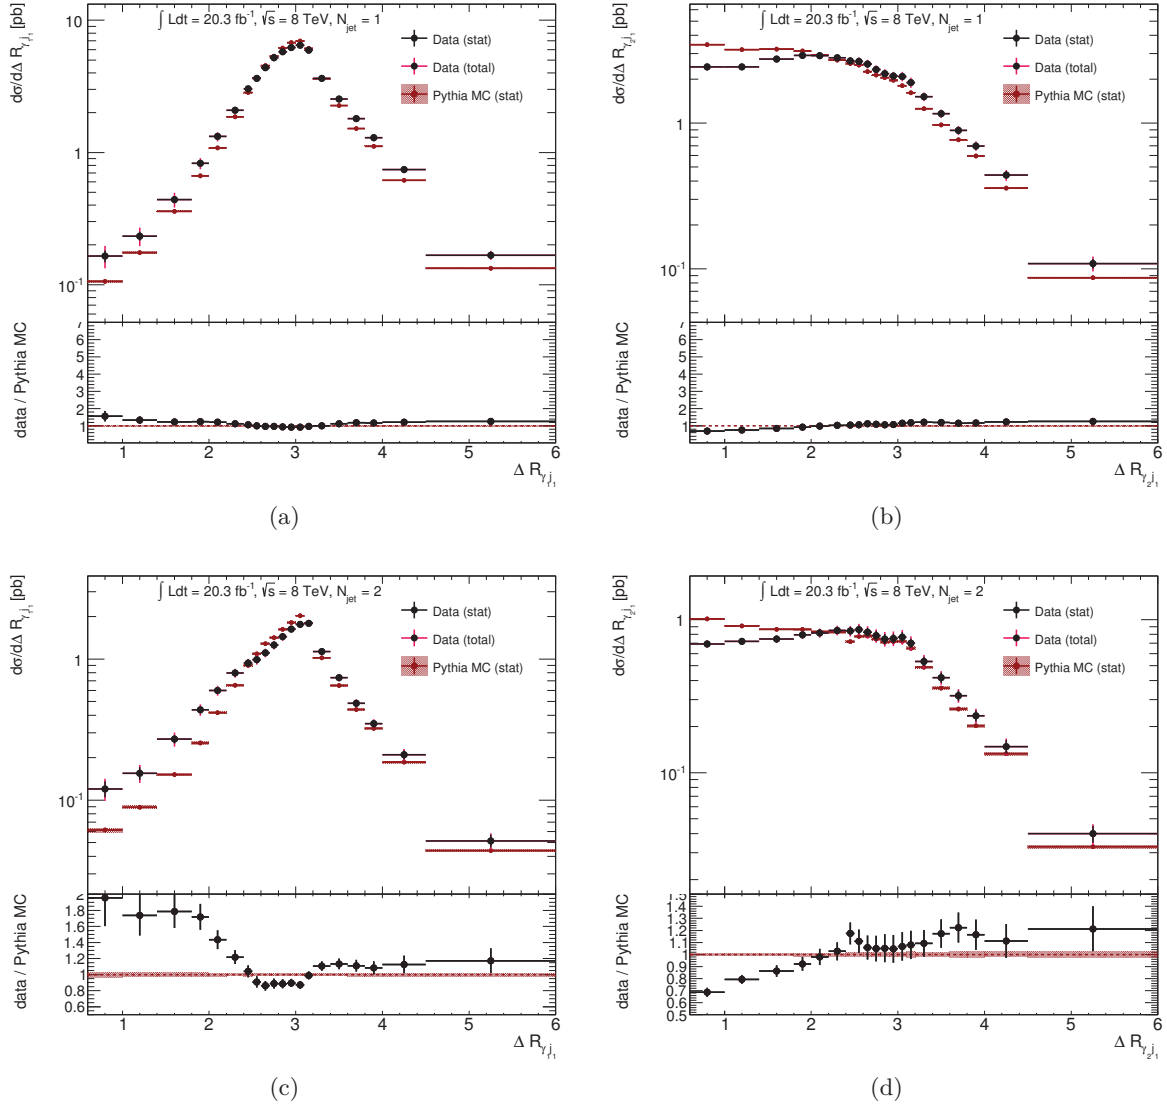 ∫ Ldt = 20.3 fb⁻¹, √s = 8 TeV, N_jet = 1
dσ/dΔ R_γ₁j₁ [pb]
Data (stat)
Data (total)
Pythia MC (stat)
10
1
10⁻¹
data / Pythia MC
7
6
5
4
3
2
1
1 2 3 4 5 6
Δ R_γ₁j₁
(a)
∫ Ldt = 20.3 fb⁻¹, √s = 8 TeV, N_jet = 1
dσ/dΔ R_γ₂j₁ [pb]
Data (stat)
Data (total)
Pythia MC (stat)
1
10⁻¹
data / Pythia MC
7
6
5
4
3
2
1
1 2 3 4 5 6
Δ R_γ₂j₁
(b)
∫ Ldt = 20.3 fb⁻¹, √s = 8 TeV, N_jet = 2
dσ/dΔ R_γ₁j₁ [pb]
Data (stat)
Data (total)
Pythia MC (stat)
1
10⁻¹
data / Pythia MC
2
1.8
1.6
1.4
1.2
1
0.8
0.6
1 2 3 4 5 6
Δ R_γ₁j₁
(c)
∫ Ldt = 20.3 fb⁻¹, √s = 8 TeV, N_jet = 2
dσ/dΔ R_γ₂j₁ [pb]
Data (stat)
Data (total)
Pythia MC (stat)
1
10⁻¹
data / Pythia MC
1.5
1.4
1.3
1.2
1.1
1
0.9
0.8
0.7
0.6
0.5
1 2 3 4 5 6
Δ R_γ₂j₁
(d)